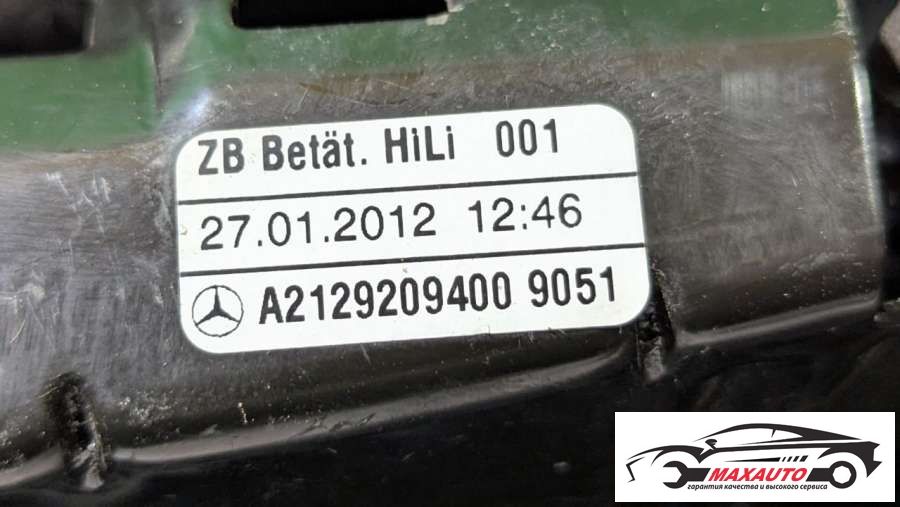 ZB Betät. HiLi 001
27.01.2012 12:46
A2129209400 9051
MAXAUTO
гарантия качества и высокого сервиса